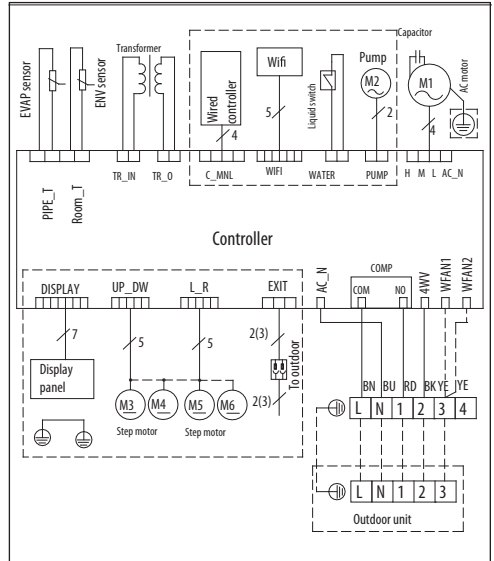 EVAP sensor
ENV sensor
Transformer
Wired
controller
Wifi
Liquid switch
Pump
M2
Capacitor
M1
AC motor
4
5
2
4
PIPE_T
Room_T
TR_IN
TR_O
C_MNL
WIFI
WATER
PUMP
H M L AC_N
Controller
DISPLAY
UP_DW
L_R
EXIT
AC_N
COMP
COM
NO
4WV
WFAN1
WFAN2
7
5
5
2(3)
To outdoor
2(3)
Display
panel
M3
M4
M5
M6
Step motor
Step motor
BN
BU
RD
BK
YE
YE
L N 1 2 3 4
L N 1 2 3
Outdoor unit